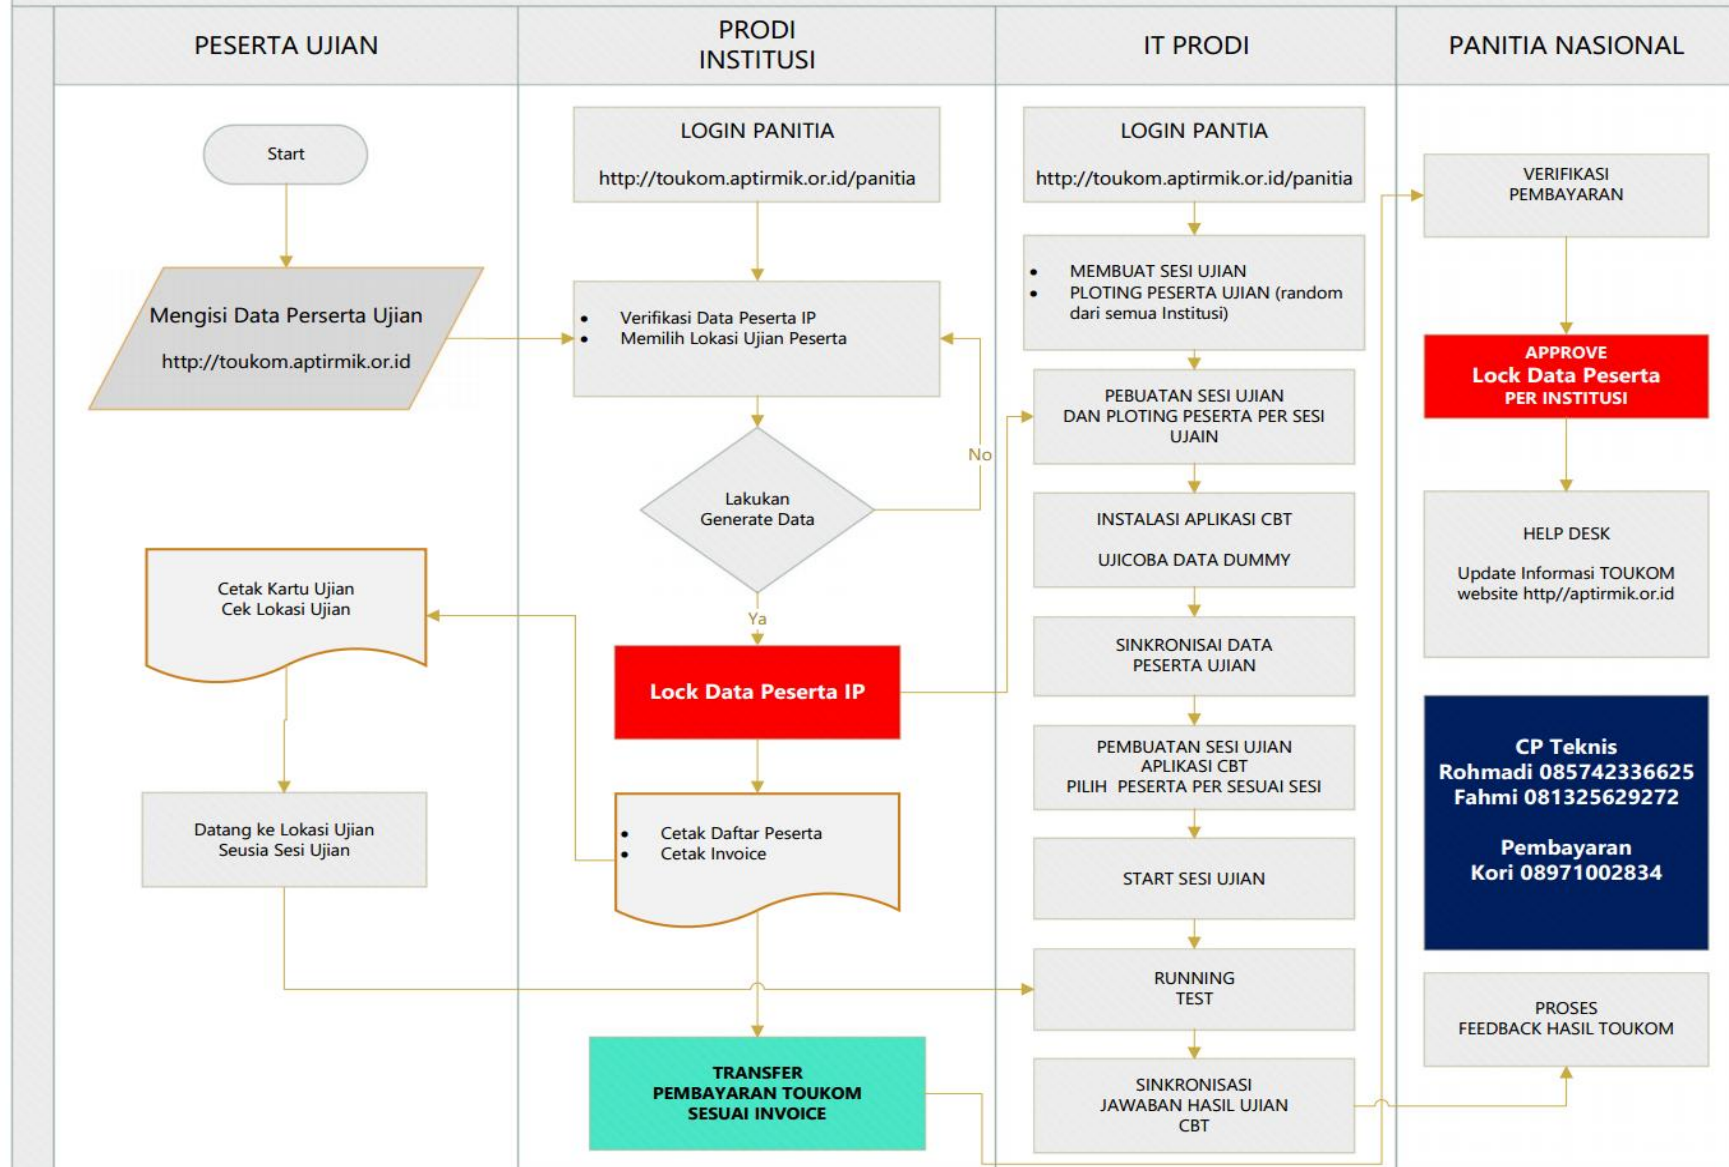 PESERTA UJIAN
PRODI
INSTITUSI
IT PRODI
PANITIA NASIONAL
Start
Mengisi Data Perserta Ujian
http://toukom.aptirmik.or.id
Cetak Kartu Ujian
Cek Lokasi Ujian
Datang ke Lokasi Ujian
Seusia Sesi Ujian
LOGIN PANITIA
http://toukom.aptirmik.or.id/panitia
• Verifikasi Data Peserta IP
• Memilih Lokasi Ujian Peserta
Lakukan
Generate Data
No
Ya
Lock Data Peserta IP
• Cetak Daftar Peserta
• Cetak Invoice
TRANSFER
PEMBAYARAN TOUKOM
SESUAI INVOICE
LOGIN PANTIA
http://toukom.aptirmik.or.id/panitia
• MEMBUAT SESI UJIAN
• PLOTING PESERTA UJIAN (random
dari semua Institusi)
PEBUATAN SESI UJIAN
DAN PLOTING PESERTA PER SESI
UJAIN
INSTALASI APLIKASI CBT
UJICOBA DATA DUMMY
SINKRONISAI DATA
PESERTA UJIAN
PEMBUATAN SESI UJIAN
APLIKASI CBT
PILIH PESERTA PER SESUAI SESI
START SESI UJIAN
RUNNING
TEST
SINKRONISASI
JAWABAN HASIL UJIAN
CBT
VERIFIKASI
PEMBAYARAN
APPROVE
Lock Data Peserta
PER INSTITUSI
HELP DESK
Update Informasi TOUKOM
website http//aptirmik.or.id
CP Teknis
Rohmadi 085742336625
Fahmi 081325629272
Pembayaran
Kori 08971002834
PROSES
FEEDBACK HASIL TOUKOM